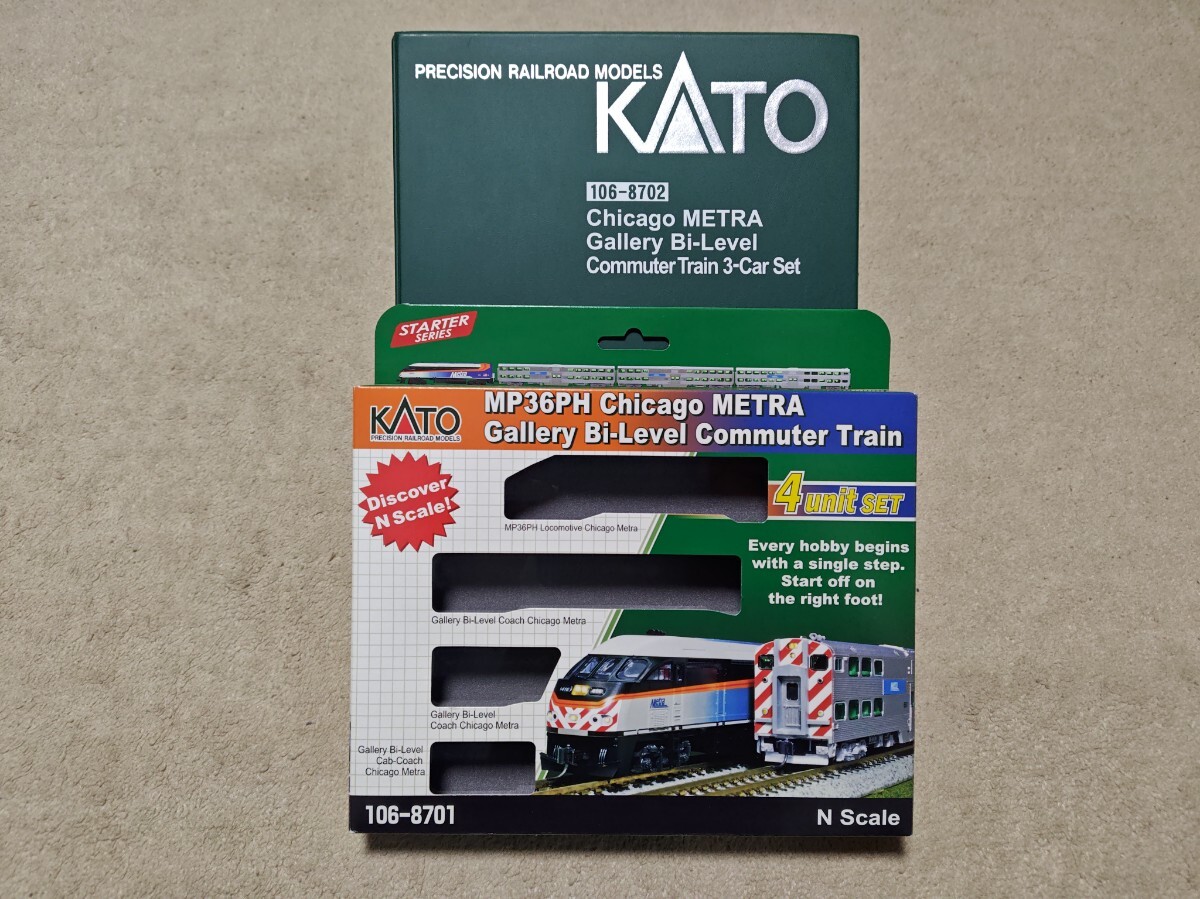 PRECISION RAILROAD MODELS
KATO
106-8702
Chicago METRA
Gallery Bi-Level
Commuter Train 3-Car Set
STARTER
SERIES
Metra
KATO
PRECISION RAILROAD MODELS
MP36PH Chicago METRA
Gallery Bi-Level Commuter Train
Discover
N Scale!
4 unit SET
MP36PH Locomotive Chicago Metra
Every hobby begins
with a single step.
Start off on
the right foot!
Gallery Bi-Level Coach Chicago Metra
Gallery Bi-Level
Coach Chicago Metra
Gallery Bi-Level
Cab-Coach
Chicago Metra
Metra
106-8701
N Scale